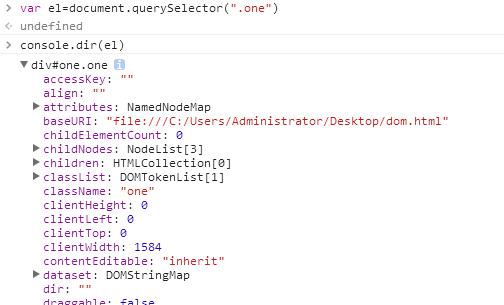 var el=document.querySelector(".one")
undefined
console.dir(el)
div#one.one i
accessKey: ""
align: ""
attributes: NamedNodeMap
baseURI: "file:///C:/Users/Administrator/Desktop/dom.html"
childElementCount: 0
childNodes: NodeList[3]
children: HTMLCollection[0]
classList: DOMTokenList[1]
className: "one"
clientHeight: 0
clientLeft: 0
clientTop: 0
clientWidth: 1584
contentEditable: "inherit"
dataset: DOMStringMap
dir: ""
draggable: false